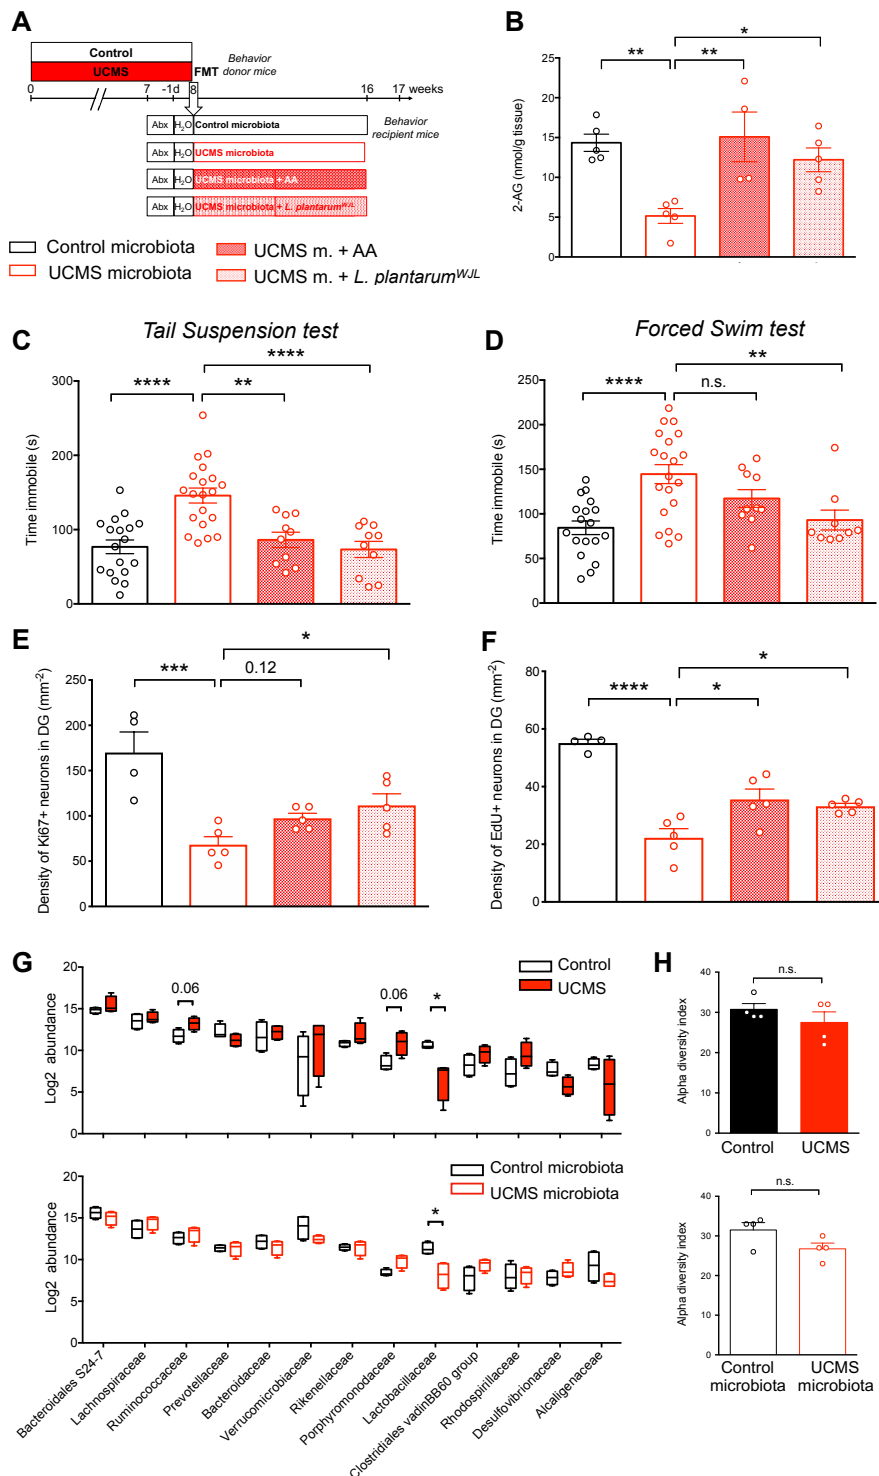 A
Control
UCMS
FMT
Behavior
donor mice
0
7
-1d
8
16
17
weeks
Abx
H2O
Control microbiota
Behavior
recipient mice
Abx
H2O
UCMS microbiota
Abx
H2O
UCMS microbiota + AA
Abx
H2O
UCMS microbiota + L. plantarumWJL
Control microbiota
UCMS microbiota
UCMS m. + AA
UCMS m. + L. plantarumWJL
B
*
**
**
25
20
15
10
5
0
2-AG (nmol/g tissue)
C
Tail Suspension test
****
****
**
300
200
100
0
Time immobile (s)
D
Forced Swim test
**
****
n.s.
200
150
100
50
0
Time immobile (s)
E
*
***
0.12
250
200
150
100
50
0
Density of Ki67+ neurons in DG (mm-2)
F
*
****
*
80
60
40
20
0
Density of EdU+ neurons in DG (mm-2)
G
Control
UCMS
0.06
0.06
*
20
15
10
5
0
Log2 abundance
Control microbiota
UCMS microbiota
*
20
15
10
5
0
Log2 abundance
Bacteroidales S24-7
Lachnospiraceae
Ruminococcaceae
Prevotellaceae
Bacteroidaceae
Verrucomicrobiaceae
Rikenellaceae
Porphyromonadaceae
Lactobacillaceae
Clostridiales vadinBB60 group
Rhodospirillaceae
Desulfovibrionaceae
Alcaligenaceae
H
n.s.
40
30
20
10
0
Alpha diversity index
Control
UCMS
n.s.
40
30
20
10
0
Alpha diversity index
Control
microbiota
UCMS
microbiota